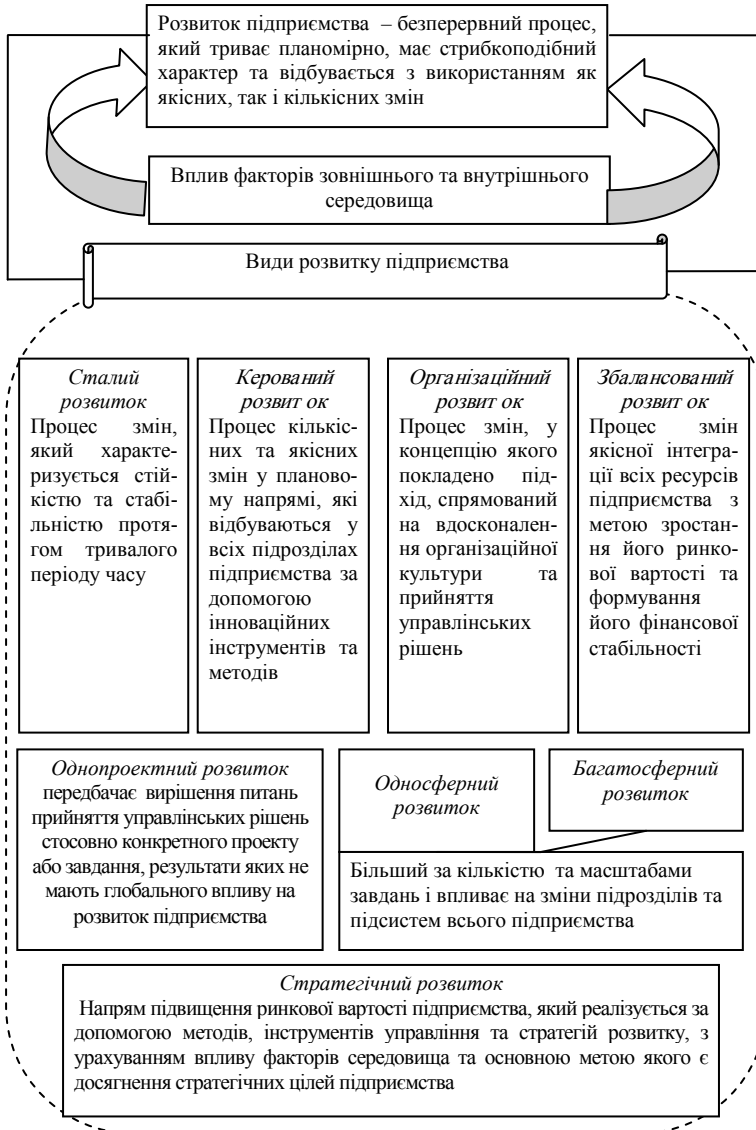 Розвиток підприємства – безперервний процес,
який триває планомірно, має стрибкоподібний
характер та відбувається з використанням як
якісних, так і кількісних змін
Вплив факторів зовнішнього та внутрішнього
середовища
Види розвитку підприємства
Сталий
розвиток
Процес змін,
який характе-
ризується стій-
кістю та стабі-
льністю протя-
гом тривалого
періоду часу
Керований
розвит ок
Процес кількіс-
них та якісних
змін у планово-
му напрямі, які
відбуваються у
всіх підрозділах
підприємства за
допомогою
інноваційних
інструментів та
методів
Організаційний
розвит ок
Процес змін, у
концепцію якого
покладено під-
хід, спрямований
на вдосконален-
ня організаційної
культури та
прийняття
управлінських
рішень
Збалансований
розвит ок
Процес змін
якісної інтегра-
ції всіх ресурсів
підприємства з
метою зростан-
ня його ринко-
вої вартості та
формування
його фінансової
стабільності
Однопроектний розвиток
передбачає вирішення питань
прийняття управлінських рішень
стосовно конкретного проекту
або завдання, результати яких не
мають глобального впливу на
розвиток підприємства
Односферний
розвиток
Багатосферний
розвиток
Більший за кількістю та масштабами
завдань і впливає на зміни підрозділів та
підсистем всього підприємства
Стратегічний розвиток
Напрям підвищення ринкової вартості підприємства, який реалізується за
допомогою методів, інструментів управління та стратегій розвитку, з
урахуванням впливу факторів середовища та основною метою якого є
досягнення стратегічних цілей підприємства